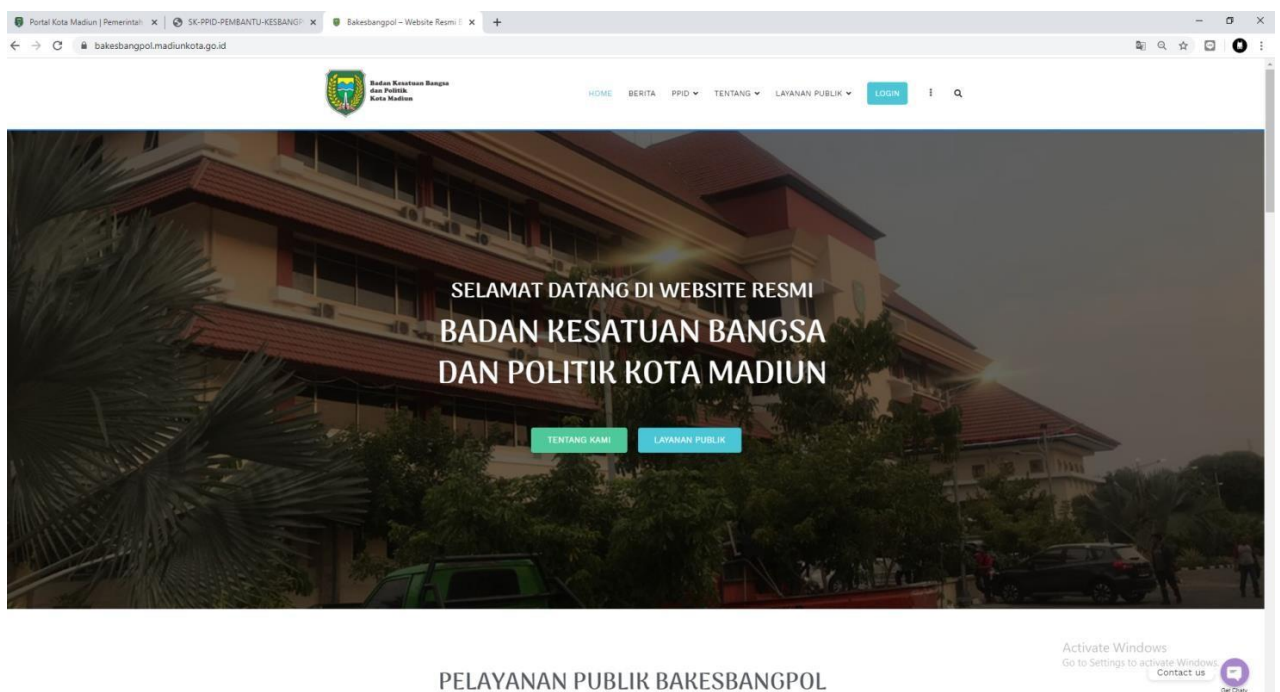 Portal Kota Madiun | Pemerintah
SK-PPID-PEMBANTU-KESBANGP
Bakesbangpol – Website Resmi B
bakesbangpol.madiunkota.go.id
Badan Kesatuan Bangsa
dan Politik
Kota Madiun
HOME BERITA PPID TENTANG LAYANAN PUBLIK LOGIN
SELAMAT DATANG DI WEBSITE RESMI
BADAN KESATUAN BANGSA
DAN POLITIK KOTA MADIUN
TENTANG KAMI LAYANAN PUBLIK
PELAYANAN PUBLIK BAKESBANGPOL
Activate Windows
Go to Settings to activate Windows.
Contact us
Get Chaty